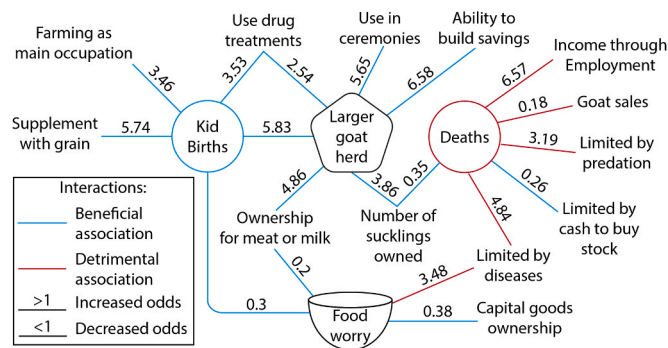 Use drug
treatments
Use in
ceremonies
Ability to
build savings
Farming as
main occupation
Income through
Employment
3.46
3.53
2.54
5.65
6.58
6.57
Supplement
with grain
5.74
Kid
Births
5.83
Larger
goat
herd
Deaths
0.18
Goat sales
3.19
Limited by
predation
4.86
3.86
0.35
0.26
4.84
Limited by
cash to buy
stock
Interactions:
Beneficial
association
Detrimental
association
>1 Increased odds
<1 Decreased odds
Ownership
for meat or milk
Number of
sucklings
owned
Limited by
diseases
0.2
3.48
0.3
Food
worry
0.38
Capital goods
ownership